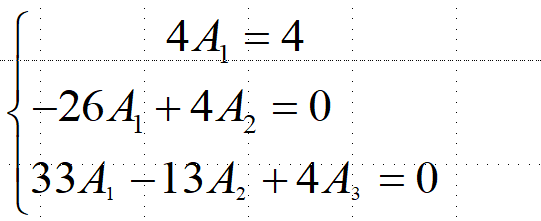 4A₁ = 4
−26A₁ + 4A₂ = 0
33A₁ − 13A₂ + 4A₃ = 0